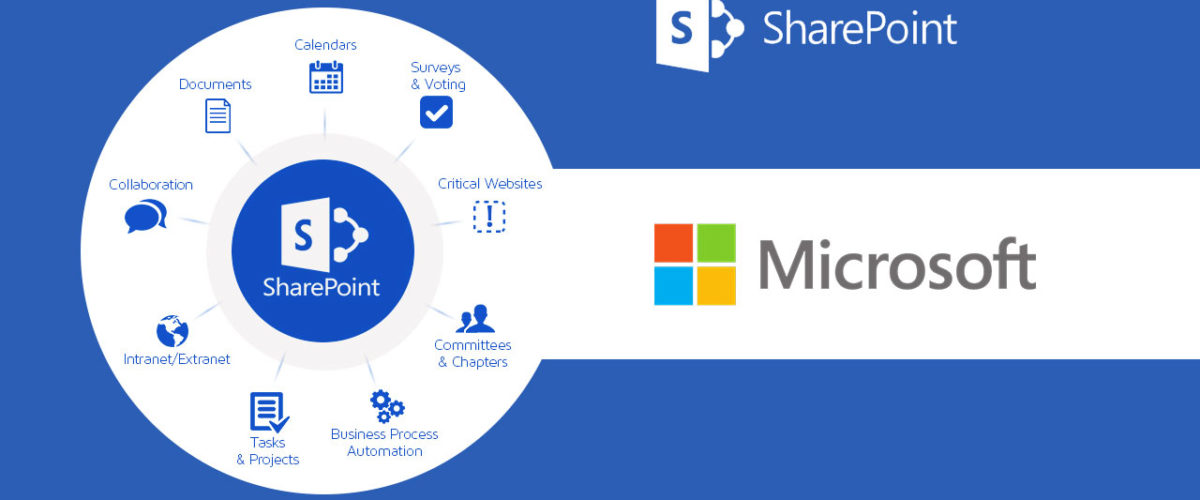 Calendars
Surveys
& Voting
Documents
Collaboration
Critical Websites
S
SharePoint
Intranet/Extranet
Committees
& Chapters
Tasks
& Projects
Business Process
Automation
S
SharePoint
Microsoft